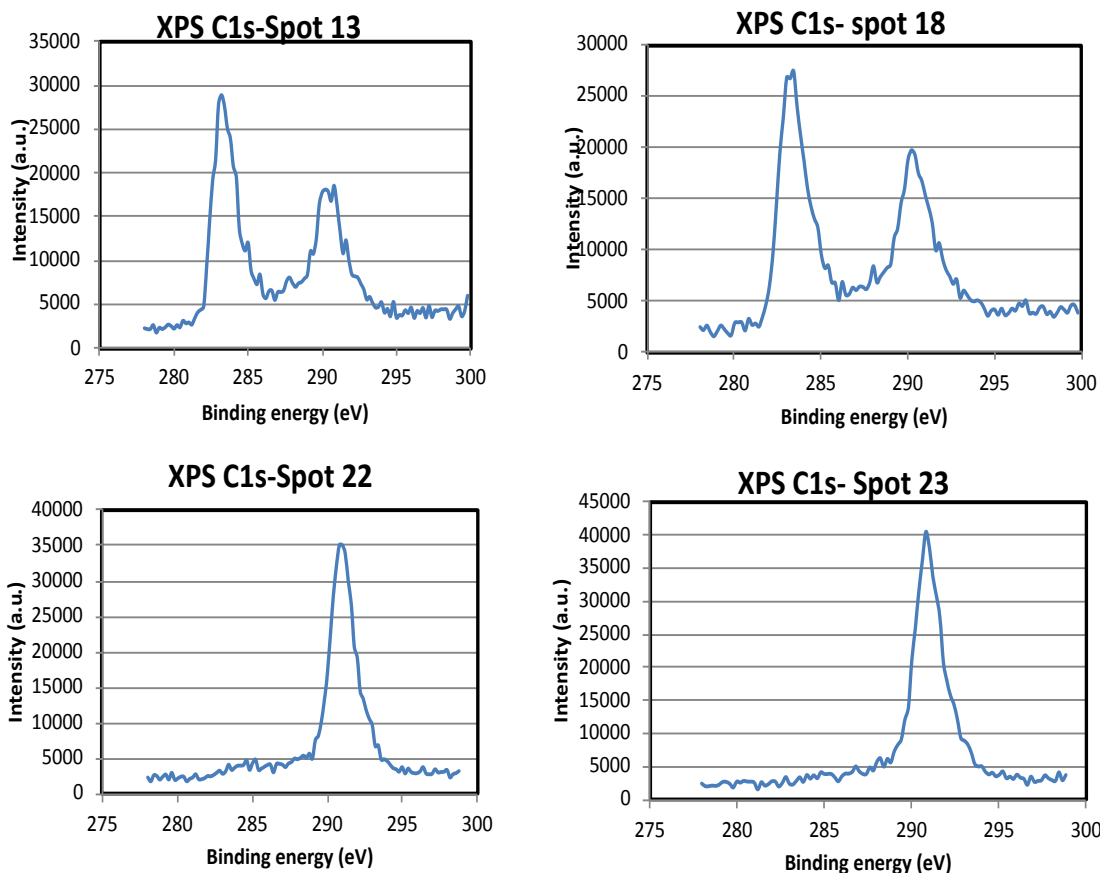 XPS C1s-Spot 13
35000
30000
25000
20000
15000
10000
5000
0
Intensity (a.u.)
275 280 285 290 295 300
Binding energy (eV)
XPS C1s- spot 18
30000
25000
20000
15000
10000
5000
0
Intensity (a.u.)
275 280 285 290 295 300
Binding energy (eV)
XPS C1s-Spot 22
40000
35000
30000
25000
20000
15000
10000
5000
0
Intensity (a.u.)
275 280 285 290 295 300
Binding energy (eV)
XPS C1s- Spot 23
45000
40000
35000
30000
25000
20000
15000
10000
5000
0
Intensity (a.u.)
275 280 285 290 295 300
Binding energy (eV)